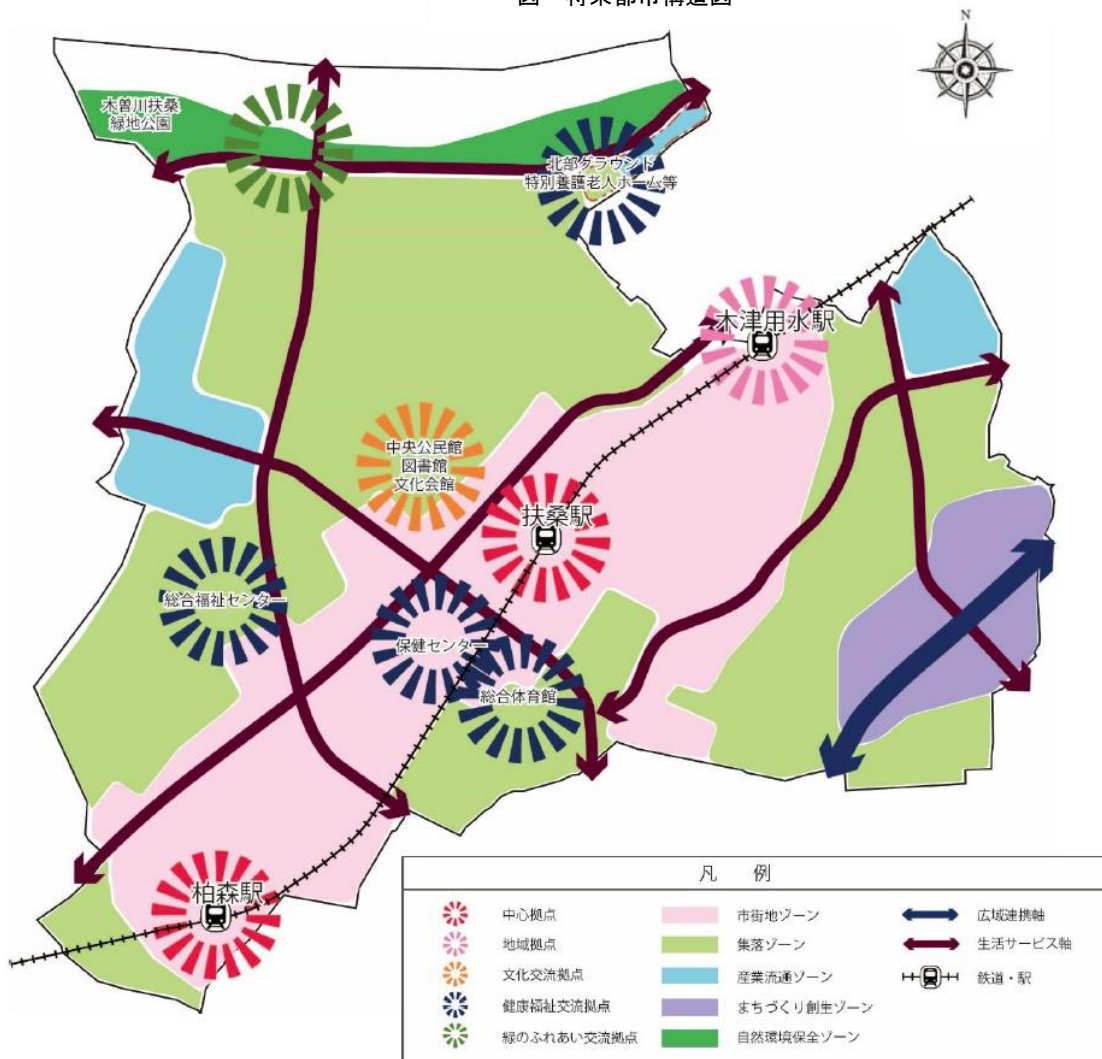 図 将来都市構造図
N
木曽川扶桑
緑地公園
北部グラウンド
特別養護老人ホーム等
木津用水駅
中央公民館
図書館
文化会館
扶桑駅
総合福祉センター
保健センター
総合体育館
柏森駅
凡 例
中心拠点
市街地ゾーン
広域連携軸
地域拠点
集落ゾーン
生活サービス軸
文化交流拠点
産業流通ゾーン
鉄道・駅
健康福祉交流拠点
まちづくり創生ゾーン
緑のふれあい交流拠点
自然環境保全ゾーン